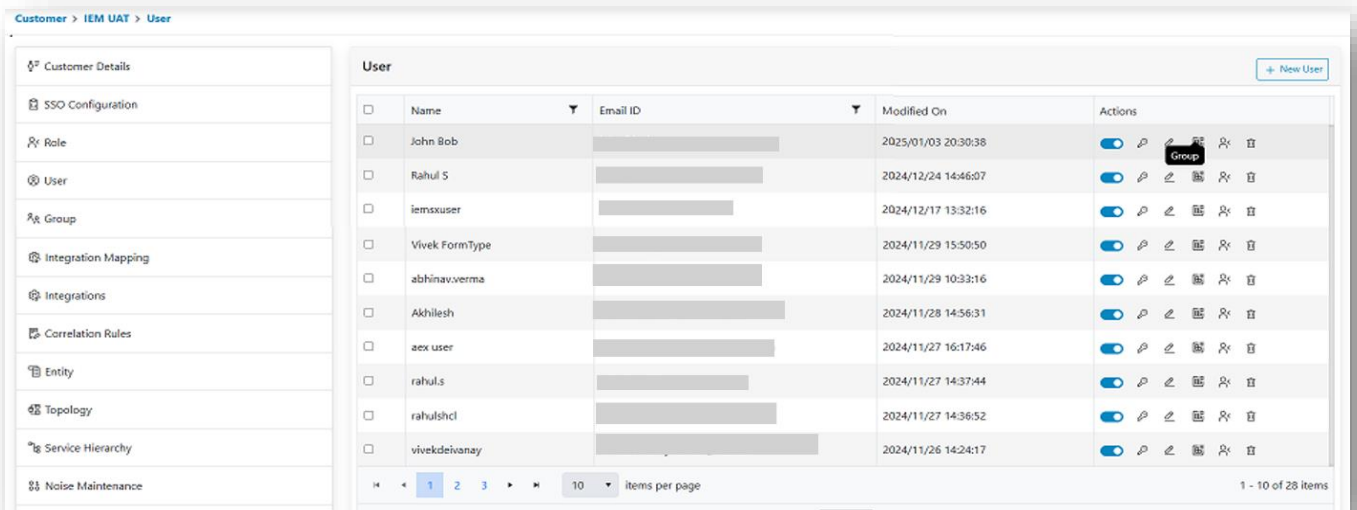 Customer > IEM UAT > User
Customer Details
SSO Configuration
Role
User
Group
Integration Mapping
Integrations
Correlation Rules
Entity
Topology
Service Hierarchy
Noise Maintenance
User
+ New User
Name Email ID Modified On Actions
John Bob 2025/01/03 20:30:38
Group
Rahul S 2024/12/24 14:46:07
iemsxuser 2024/12/17 13:32:16
Vivek FormType 2024/11/29 15:50:50
abhinav.verma 2024/11/29 10:33:16
Akhilesh 2024/11/28 14:56:31
aex user 2024/11/27 16:17:46
rahul.s 2024/11/27 14:37:44
rahulshcl 2024/11/27 14:36:52
vivekdeivanay 2024/11/26 14:24:17
1 2 3 10 items per page 1 - 10 of 28 items